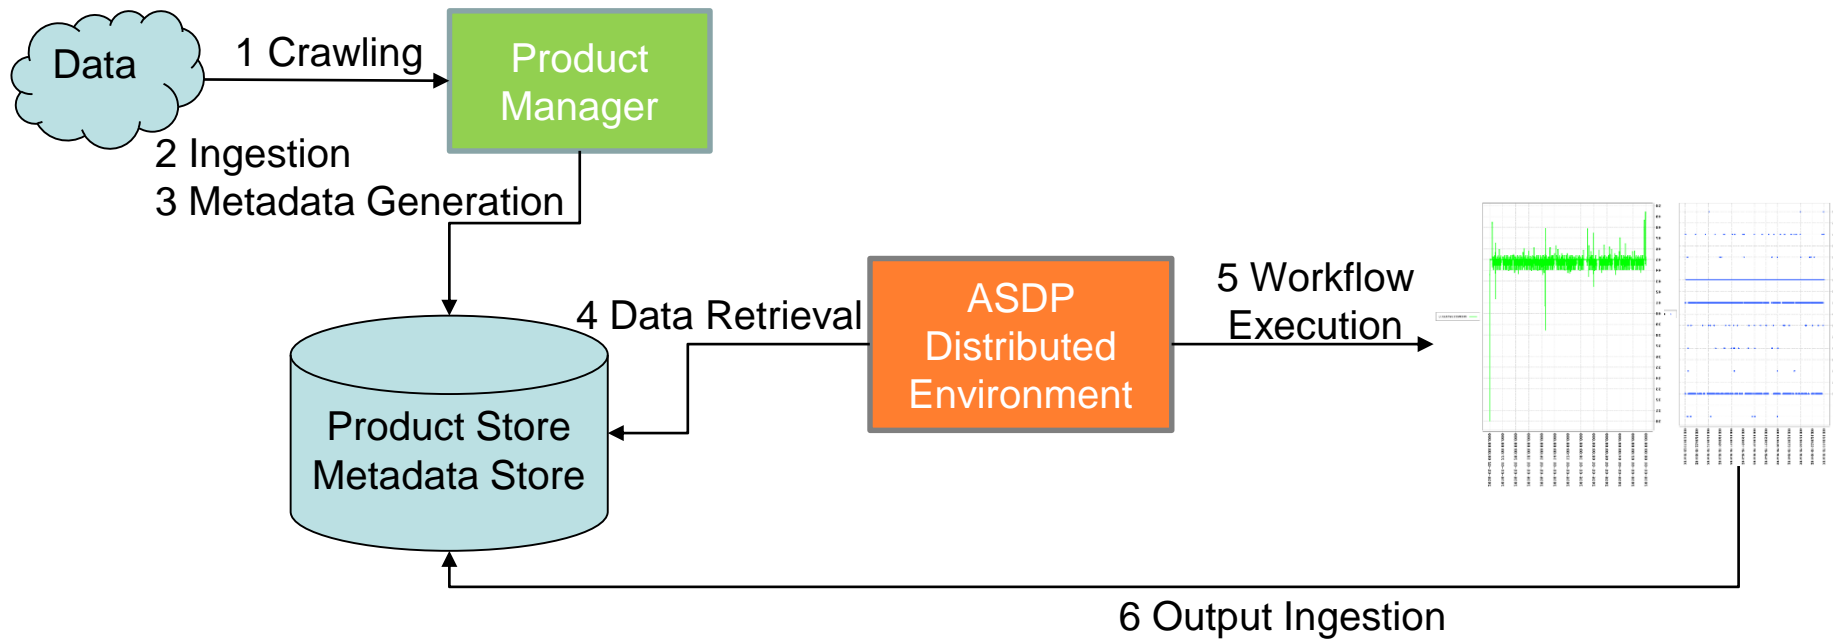 Data
1 Crawling
Product
Manager
2 Ingestion
3 Metadata Generation
4 Data Retrieval
ASDP
Distributed
Environment
5 Workflow
Execution
Product Store
Metadata Store
6 Output Ingestion